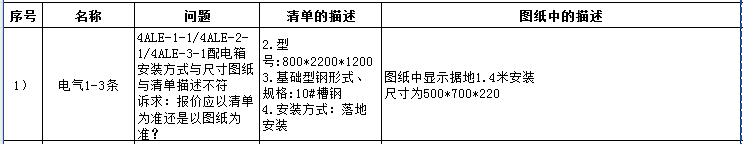 序号 名称 问题 清单的描述 图纸中的描述
1） 电气1-3条
4ALE-1-1/4ALE-2-
1/4ALE-3-1配电箱
安装方式与尺寸图纸
与清单描述不符
诉求：报价应以清单
为准还是以图纸为
准？
2.型
号:800*2200*1200
3.基础型钢形式、
规格:10#槽钢
4.安装方式：落地
安装
图纸中显示据地1.4米安装
尺寸为500*700*220